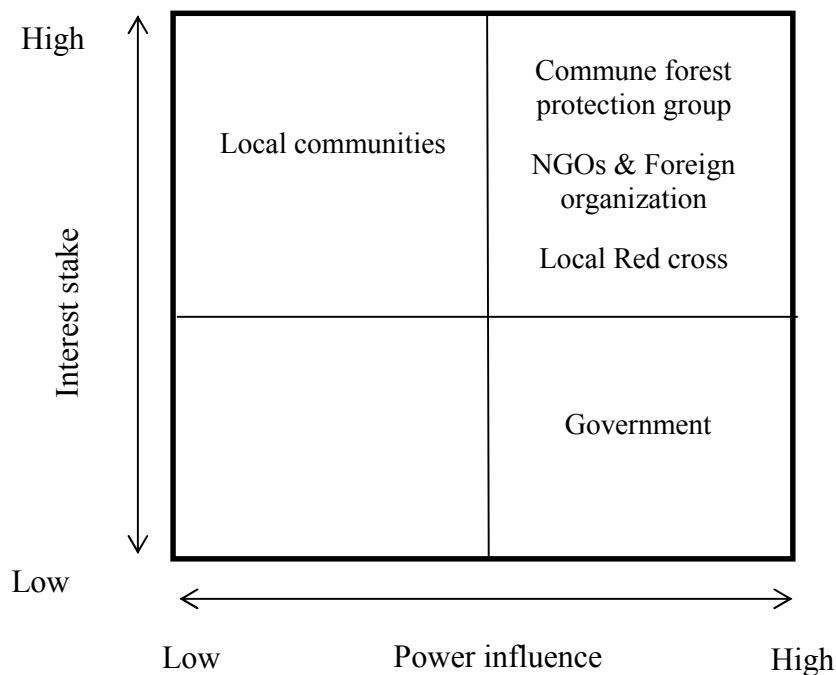 High
Commune forest
protection group
Local communities
NGOs & Foreign
organization
Local Red cross
Interest stake
Government
Low
Low
Power influence
High